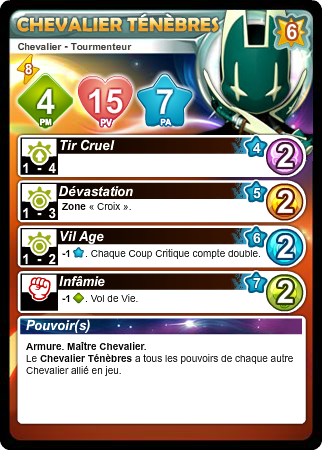 CHEVALIER TÉNÈBRES
6
Chevalier - Tourmenteur
8
4
PM
15
PV
7
PA
Tir Cruel
1 - 4
4
2
Dévastation
1 - 3
Zone « Croix ».
5
2
Vil Age
1 - 2
-1 . Chaque Coup Critique compte double.
6
2
Infâmie
-1 . Vol de Vie.
7
2
Pouvoir(s)
Armure. Maître Chevalier.
Le Chevalier Ténèbres a tous les pouvoirs de chaque autre
Chevalier allié en jeu.